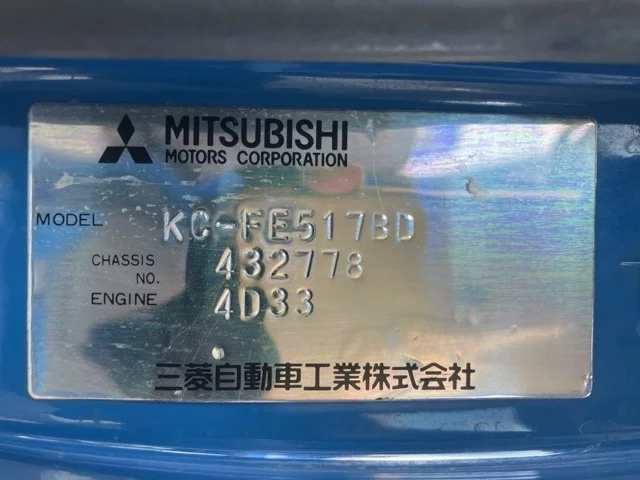 MITSUBISHI
MOTORS CORPORATION
MODEL KC-FE517BD
CHASSIS NO. 432778
ENGINE 4D33
三菱自動車工業株式会社